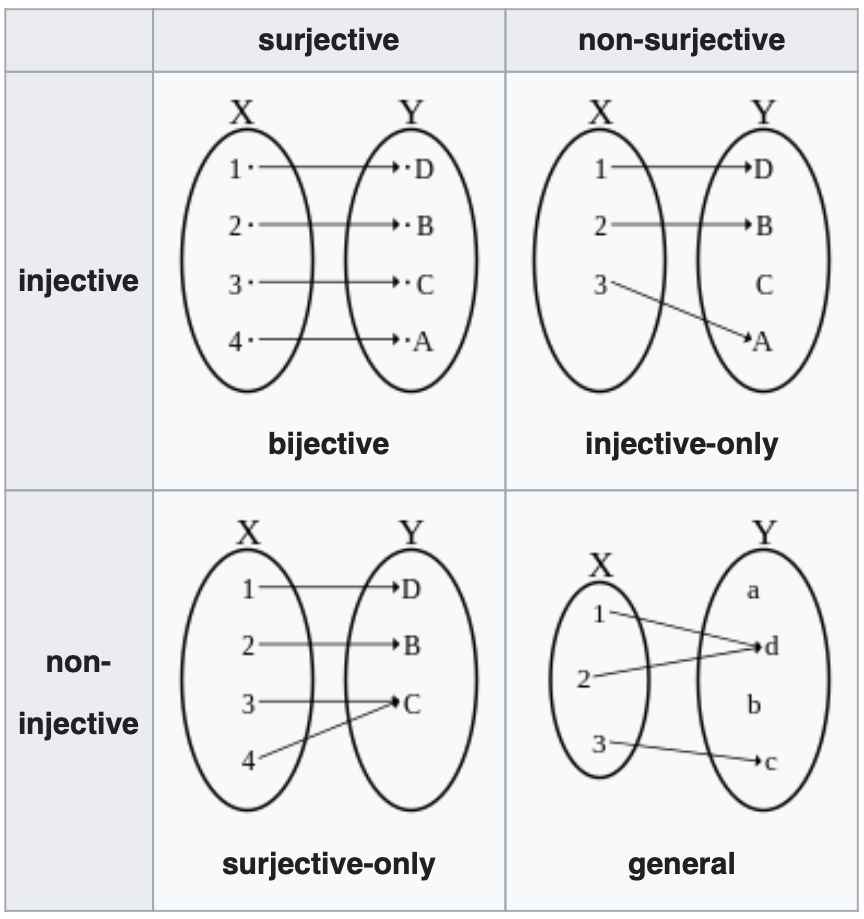 surjective non-surjective
injective
X Y
1 D
2 B
3 C
4 A
bijective
X Y
1 D
2 B
3 C
A
injective-only
non-
injective
X Y
1 D
2 B
3 C
4
surjective-only
X Y
a
1
d
2
b
3
c
general